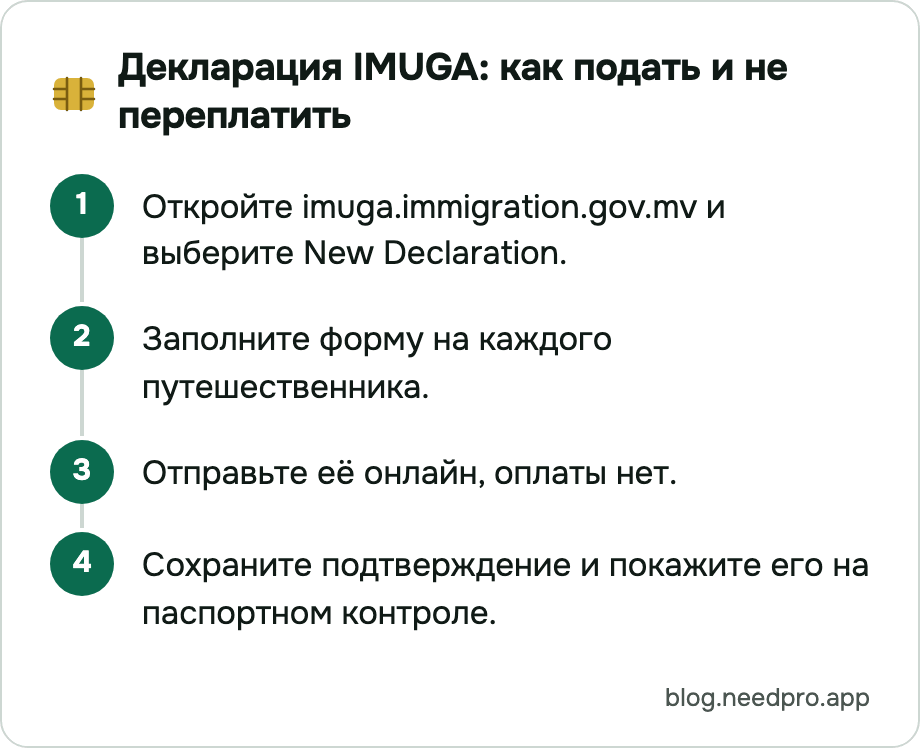 Декларация IMUGA: как подать и не
переплатить
1
Откройте imuga.immigration.gov.mv и
выберите New Declaration.
2
Заполните форму на каждого
путешественника.
3
Отправьте её онлайн, оплаты нет.
4
Сохраните подтверждение и покажите его на
паспортном контроле.
blog.needpro.app